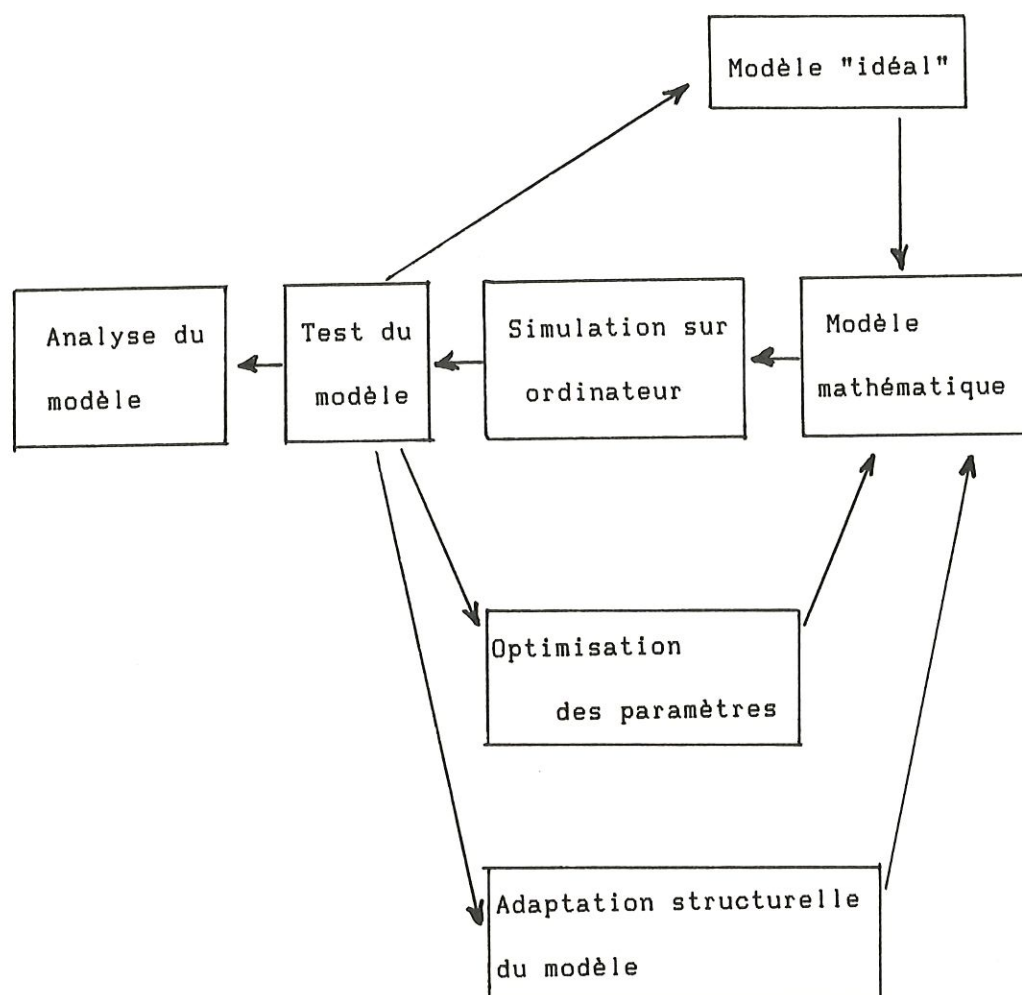 Modèle "idéal"
Analyse du
modèle
Test du
modèle
Simulation sur
ordinateur
Modèle
mathématique
Optimisation
des paramètres
Adaptation structurelle
du modèle